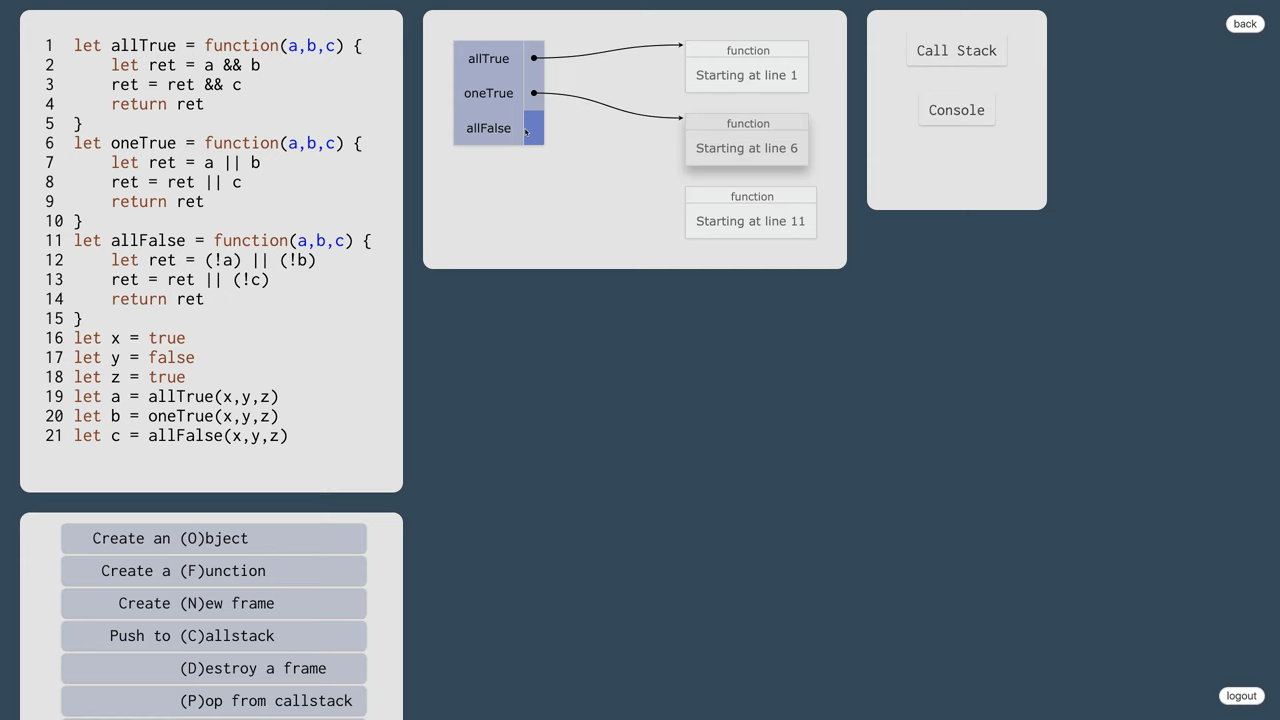 1 let allTrue = function(a,b,c) {
2     let ret = a && b
3     ret = ret && c
4     return ret
5 }
6 let oneTrue = function(a,b,c) {
7     let ret = a || b
8     ret = ret || c
9     return ret
10 }
11 let allFalse = function(a,b,c) {
12     let ret = (!a) || (!b)
13     ret = ret || (!c)
14     return ret
15 }
16 let x = true
17 let y = false
18 let z = true
19 let a = allTrue(x,y,z)
20 let b = oneTrue(x,y,z)
21 let c = allFalse(x,y,z)
Create an (O)bject
Create a (F)unction
Create (N)ew frame
Push to (C)allstack
(D)estroy a frame
(P)op from callstack
allTrue
oneTrue
allFalse
function
Starting at line 1
function
Starting at line 6
function
Starting at line 11
Call Stack
Console
back
logout